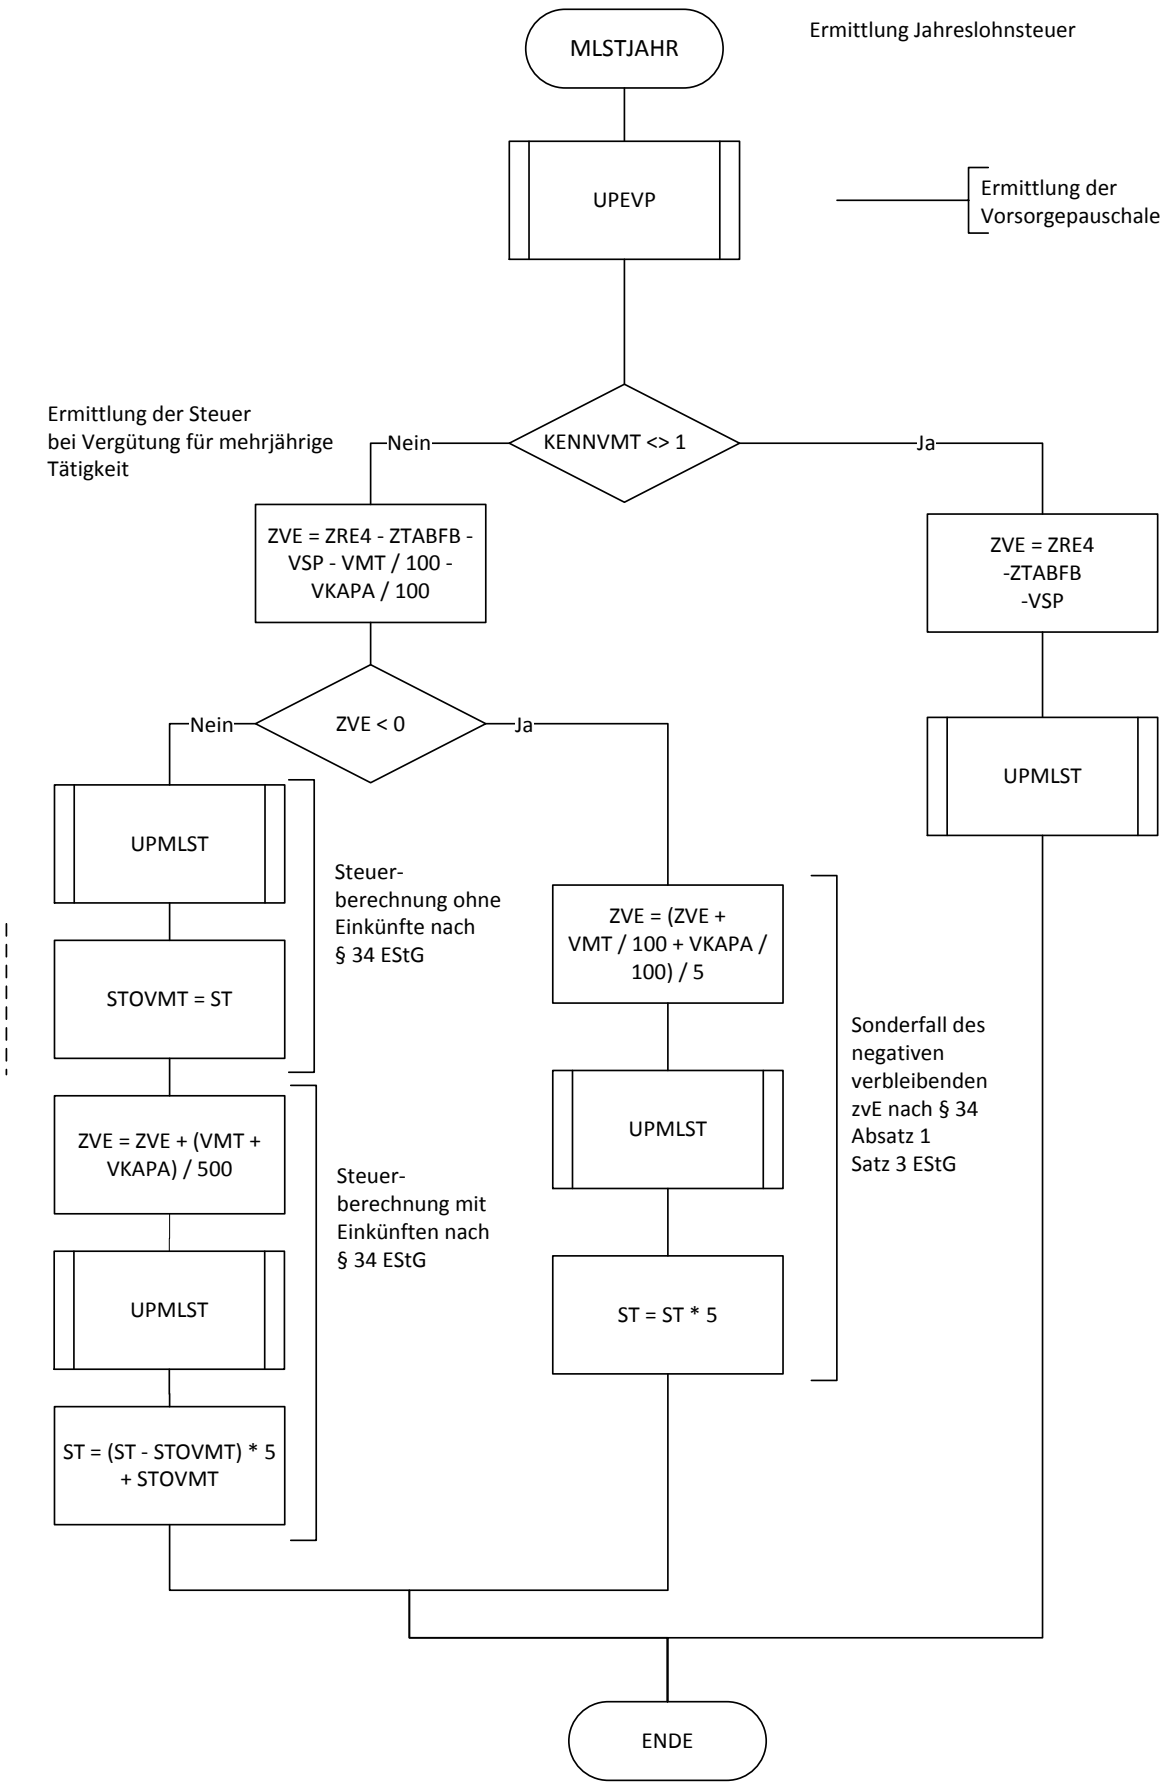 MLSTJAHR
Ermittlung Jahreslohnsteuer
UPEVP
Ermittlung der
Vorsorgepauschale
Ermittlung der Steuer
bei Vergütung für mehrjährige
Tätigkeit
Nein
KENNVMT <> 1
Ja
ZVE = ZRE4 - ZTABFB -
VSP - VMT / 100 -
VKAPA / 100
ZVE = ZRE4
-ZTABFB
-VSP
Nein
ZVE < 0
Ja
UPMLST
UPMLST
Steuer-
berechnung ohne
Einkünfte nach
§ 34 EStG
STOVMT = ST
ZVE = (ZVE +
VMT / 100 + VKAPA /
100) / 5
Sonderfall des
negativen
verbleibenden
zvE nach § 34
Absatz 1
Satz 3 EStG
UPMLST
ZVE = ZVE + (VMT +
VKAPA) / 500
Steuer-
berechnung mit
Einkünften nach
§ 34 EStG
UPMLST
ST = ST * 5
ST = (ST - STOVMT) * 5
+ STOVMT
ENDE